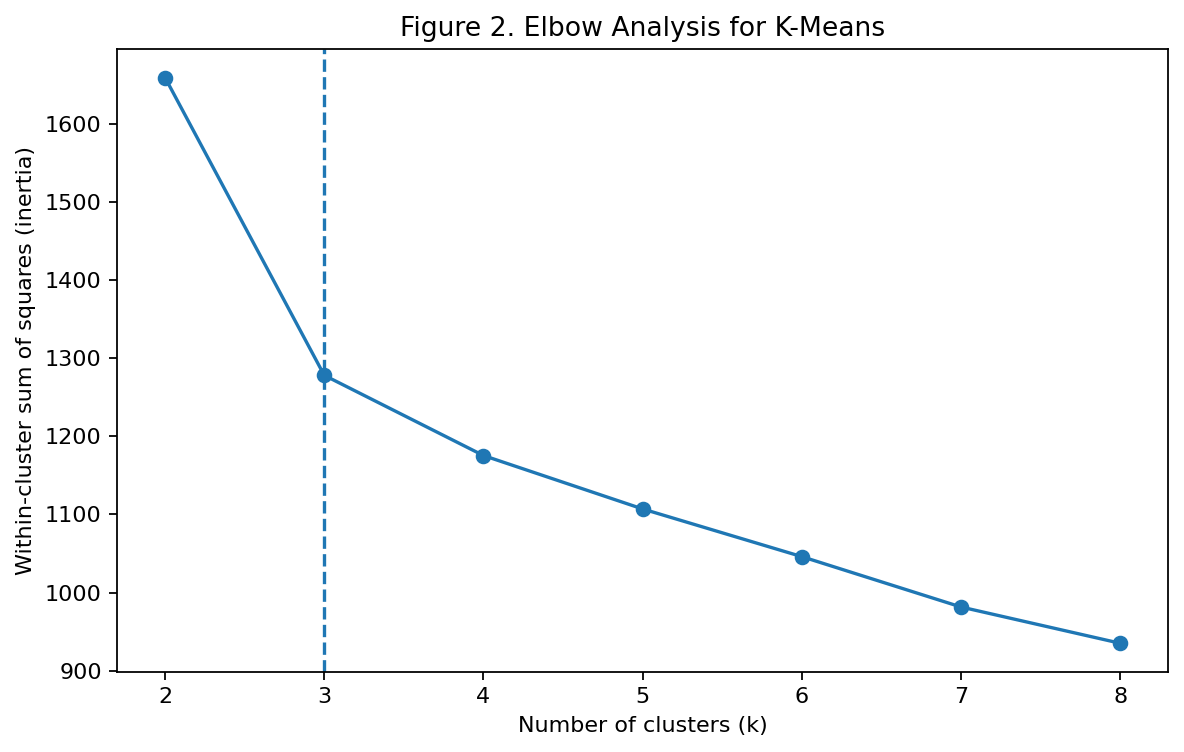 Figure 2. Elbow Analysis for K-Means
Within-cluster sum of squares (inertia)
1600
1500
1400
1300
1200
1100
1000
900
2 3 4 5 6 7 8
Number of clusters (k)